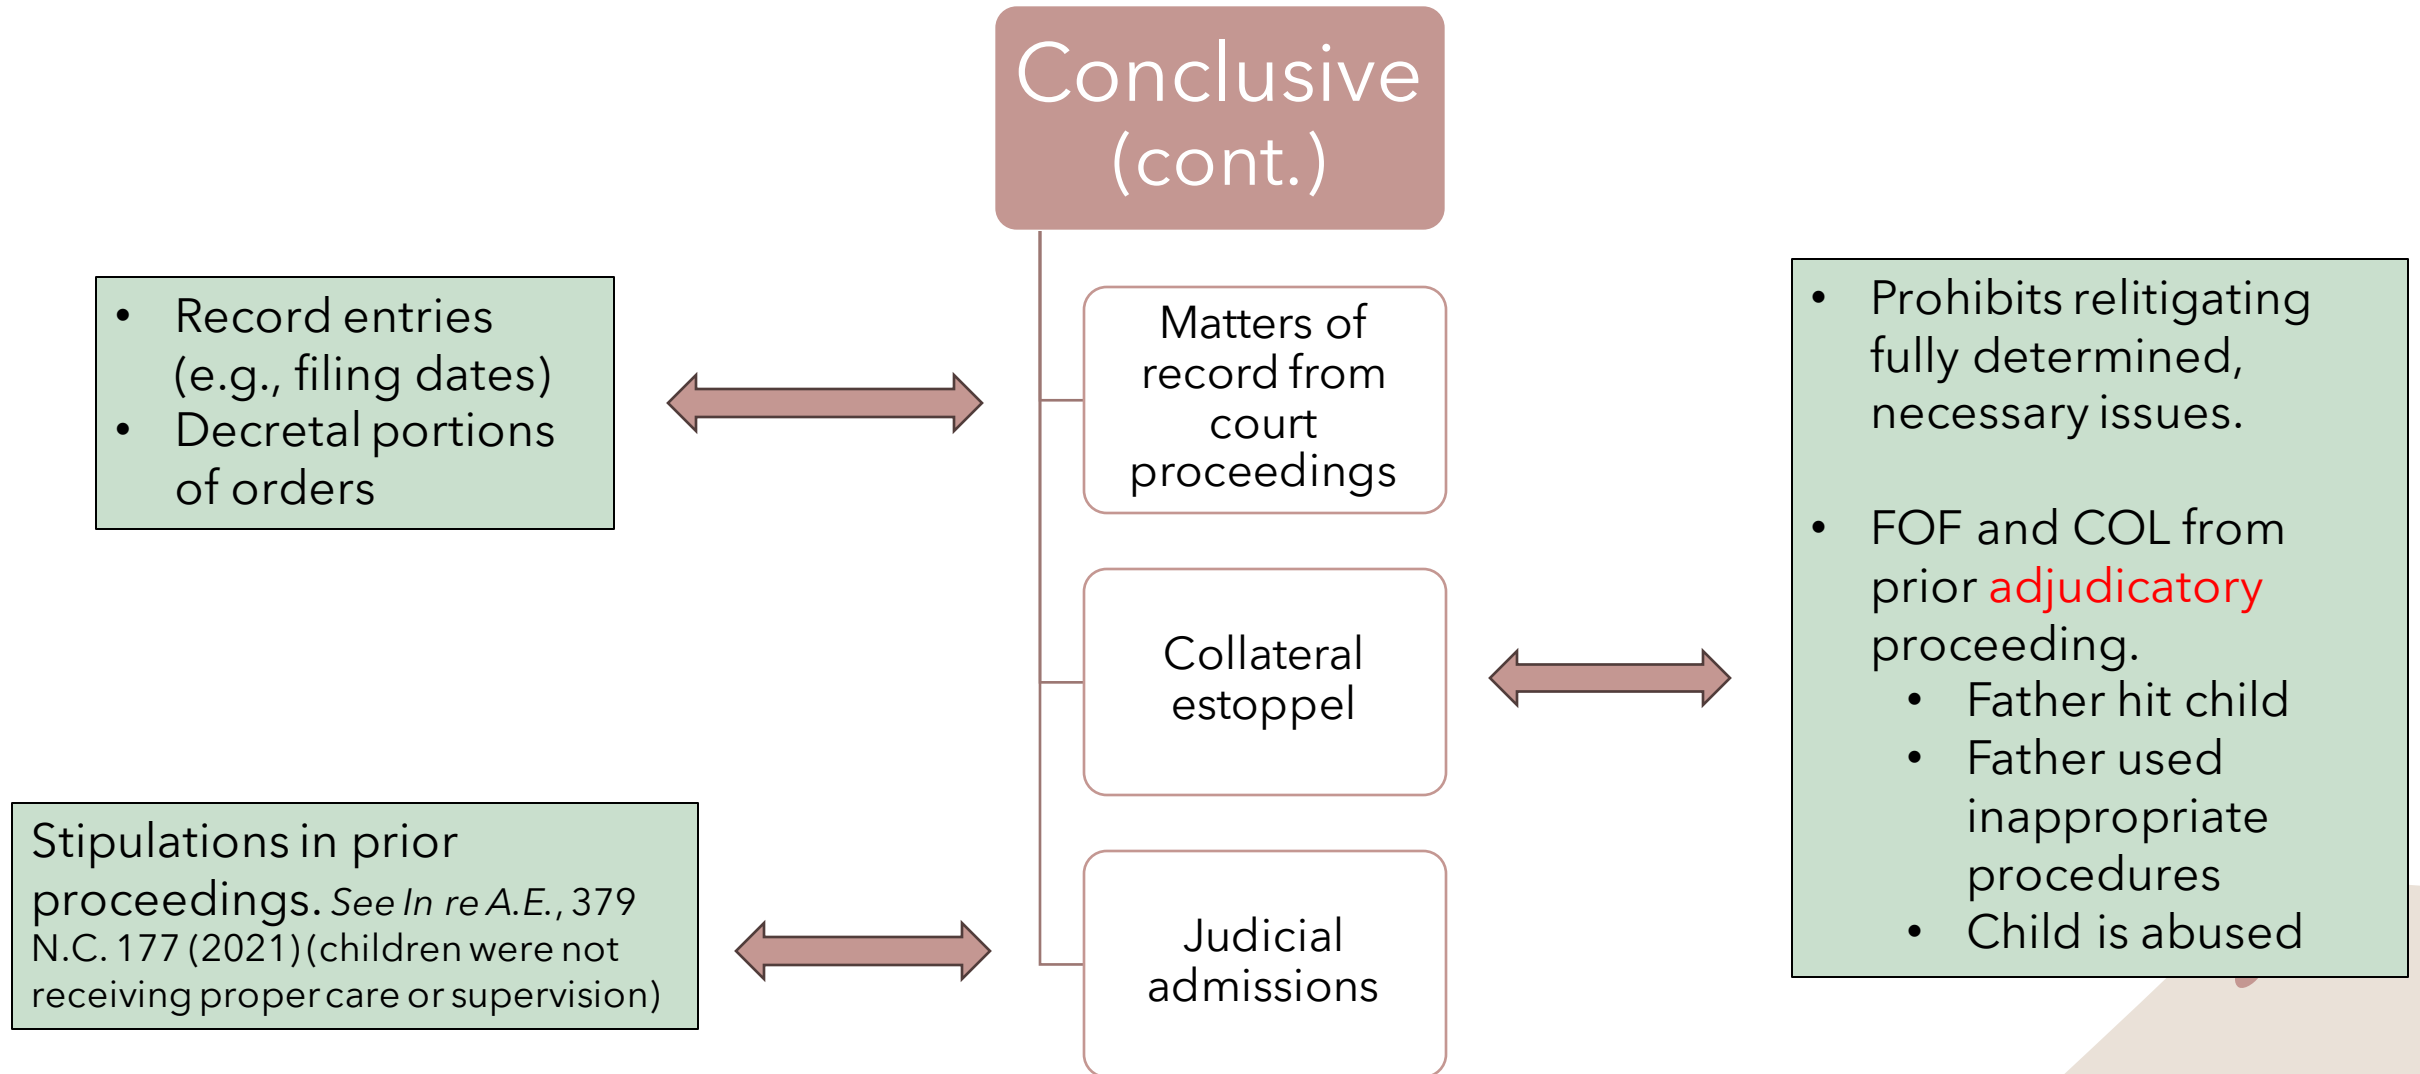 Conclusive
(cont.)
• Record entries
(e.g., filing dates)
• Decretal portions
of orders
Matters of
record from
court
proceedings
• Prohibits relitigating
fully determined,
necessary issues.
• FOF and COL from
prior adjudicatory
proceeding.
• Father hit child
• Father used
inappropriate
procedures
• Child is abused
Collateral
estoppel
Stipulations in prior
proceedings. See In re A.E., 379
N.C. 177 (2021) (children were not
receiving proper care or supervision)
Judicial
admissions